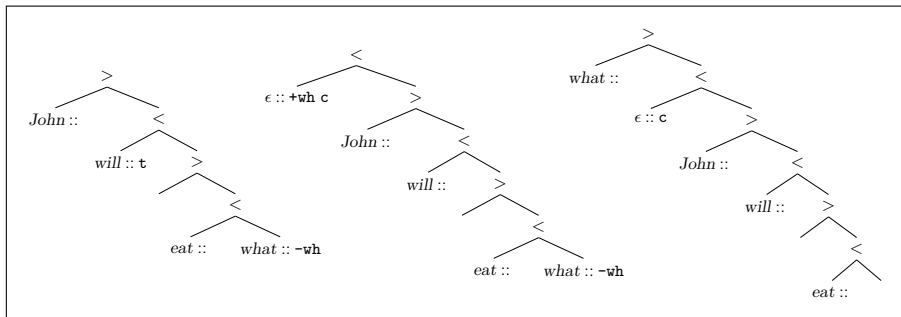 >
John ::
<
will :: t
>
<
eat :: what :: -wh
<
ϵ :: +wh c
>
John ::
<
will ::
>
<
eat :: what :: -wh
>
what ::
<
ϵ :: c
>
John ::
<
will ::
>
<
eat ::